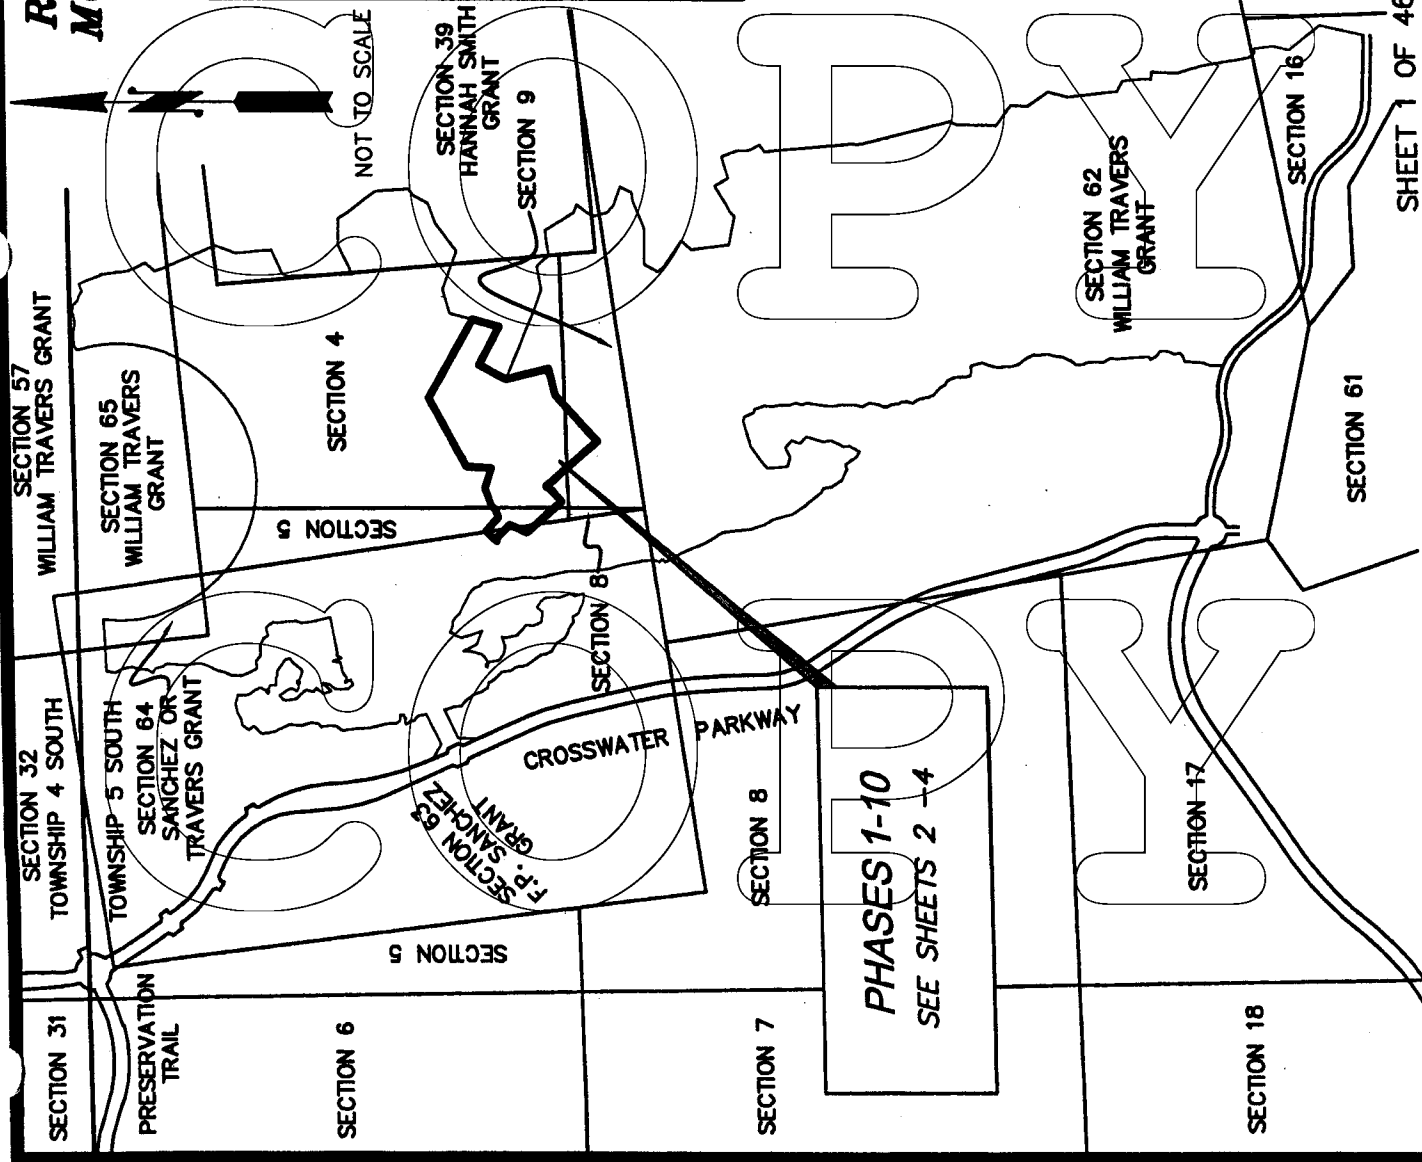 R
M
NOT TO SCALE
SECTION 39
HANNAH SMITH
GRANT
SECTION 9
SECTION 16
SHEET 1 OF 46
SECTION 57
WILLIAM TRAVERS GRANT
SECTION 65
WILLIAM TRAVERS
GRANT
SECTION 4
SECTION 62
WILLIAM TRAVERS
GRANT
SECTION 61
SECTION 5
SECTION 8
SECTION 32
TOWNSHIP 4 SOUTH
TOWNSHIP 5 SOUTH
SECTION 64
SANCHEZ OR
TRAVERS GRANT
CROSSWATER PARKWAY
SECTION 63
F.P. SANCHEZ
GRANT
SECTION 8
SECTION 17
PHASES 1-10
SEE SHEETS 2 -4
SECTION 5
SECTION 31
PRESERVATION
TRAIL
SECTION 6
SECTION 7
SECTION 18
COPY
COPY